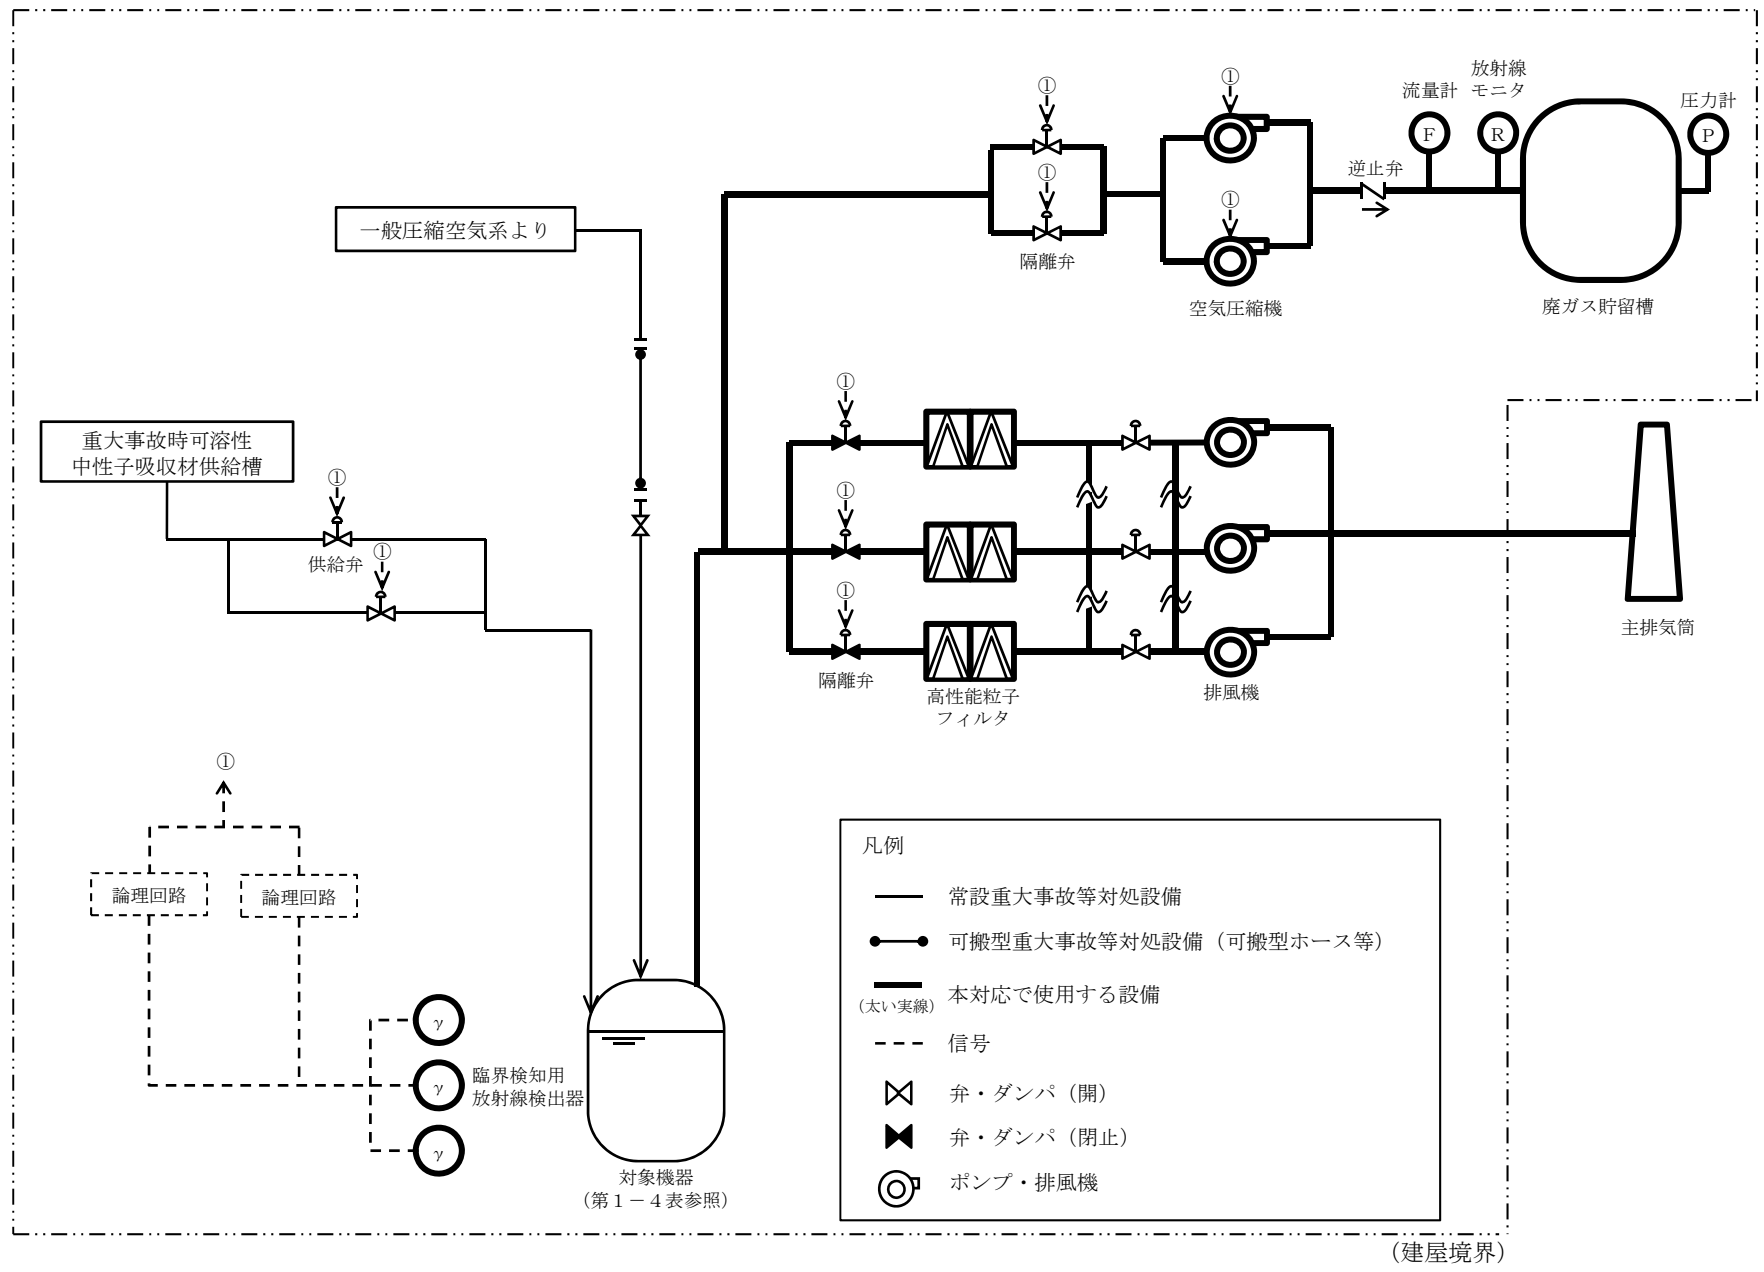 ①
①
隔離弁
①
①
空気圧縮機
逆止弁
流量計
F
放射線
モニタ
R
圧力計
P
廃ガス貯留槽
一般圧縮空気系より
重大事故時可溶性
中性子吸収材供給槽
①
供給弁
①
①
①
①
隔離弁
高性能粒子
フィルタ
排風機
主排気筒
①
論理回路
論理回路
γ
γ
γ
臨界検知用
放射線検出器
対象機器
（第１－４表参照）
凡例
常設重大事故等対処設備
可搬型重大事故等対処設備（可搬型ホース等）
本対応で使用する設備
（太い実線）
信号
弁・ダンパ（開）
弁・ダンパ（閉止）
ポンプ・排風機
（建屋境界）